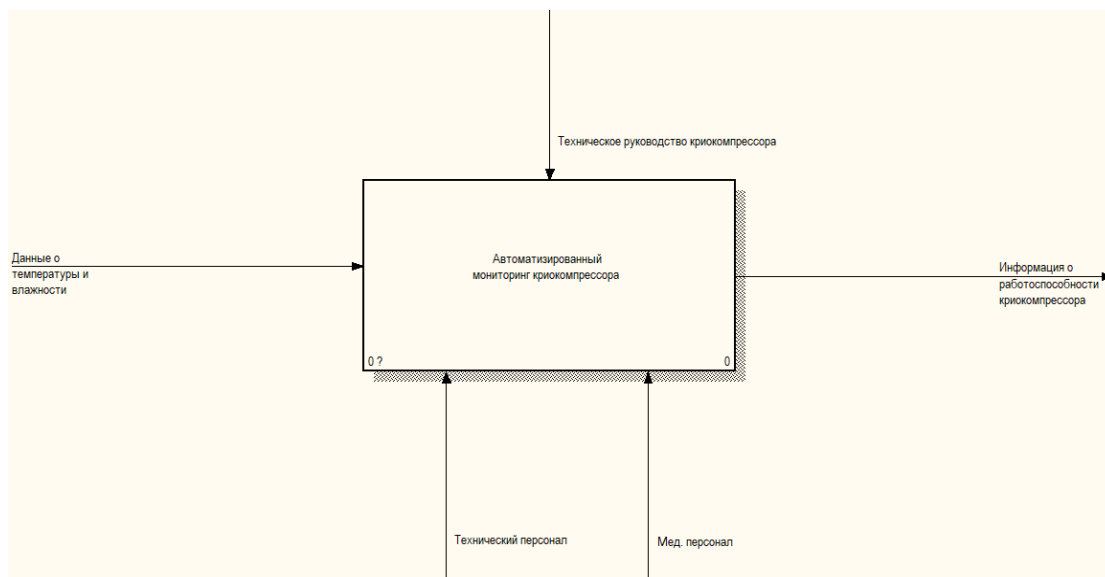 Техническое руководство криокомпрессора
Данные о
температуры и
влажности
Автоматизированный
мониторинг криокомпрессора
Информация о
работоспособности
криокомпрессора
0 ?
0
Технический персонал
Мед. персонал